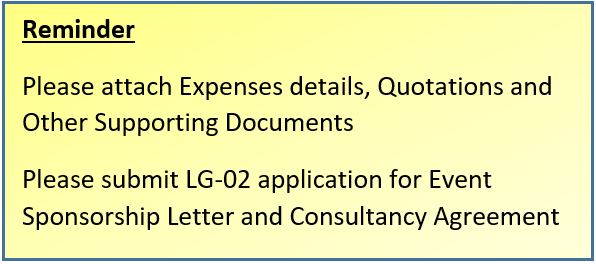 Reminder
Please attach Expenses details, Quotations and
Other Supporting Documents
Please submit LG-02 application for Event
Sponsorship Letter and Consultancy Agreement